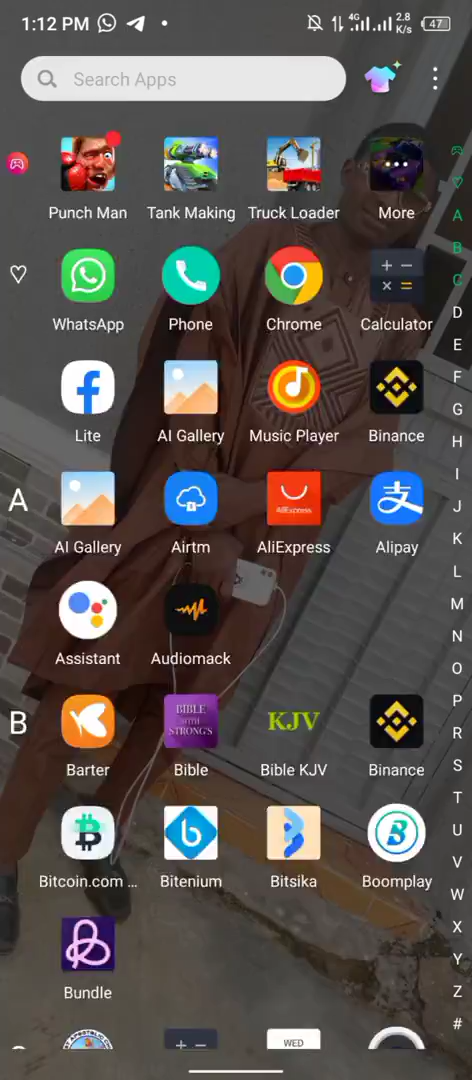 1:12 PM 4G 2.8 K/s 47
Search Apps
Punch Man Tank Making Truck Loader More
WhatsApp Phone Chrome Calculator
Lite AI Gallery Music Player Binance
A
AliExpress
AI Gallery Airtm AliExpress Alipay
Assistant Audiomack
B
BIBLE WITH STRONG'S KJV
Barter Bible Bible KJV Binance
Bitcoin.com ... Bitenium Bitsika Boomplay
Bundle
WED
A
B
C
D
E
F
G
H
I
J
K
L
M
N
O
P
R
S
T
U
V
W
X
Y
Z
#